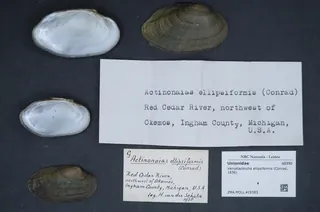 Actinonaias ellipsiformis (Conrad)
Red Cedar River, northwest of
Okemos, Ingham County, Michigan,
U.S.A.
Actinonaias ellipsiformis
(Conrad)
Red Cedar River,
northwest of Okemos,
Ingham County, Michigan, U.S.A.
NBC Naturalis - Leiden
Unionidae
Venustaconcha ellipsiformis (Conrad,
1836)